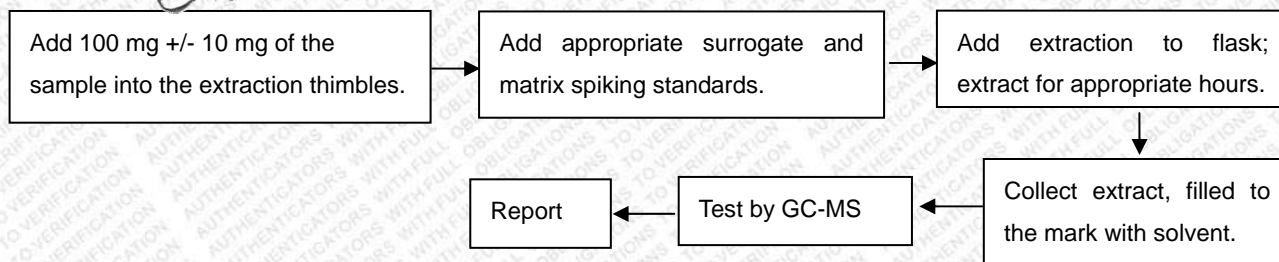 Add 100 mg +/- 10 mg of the
sample into the extraction thimbles.
Add appropriate surrogate and
matrix spiking standards.
Add extraction to flask;
extract for appropriate hours.
Collect extract, filled to
the mark with solvent.
Test by GC-MS
Report